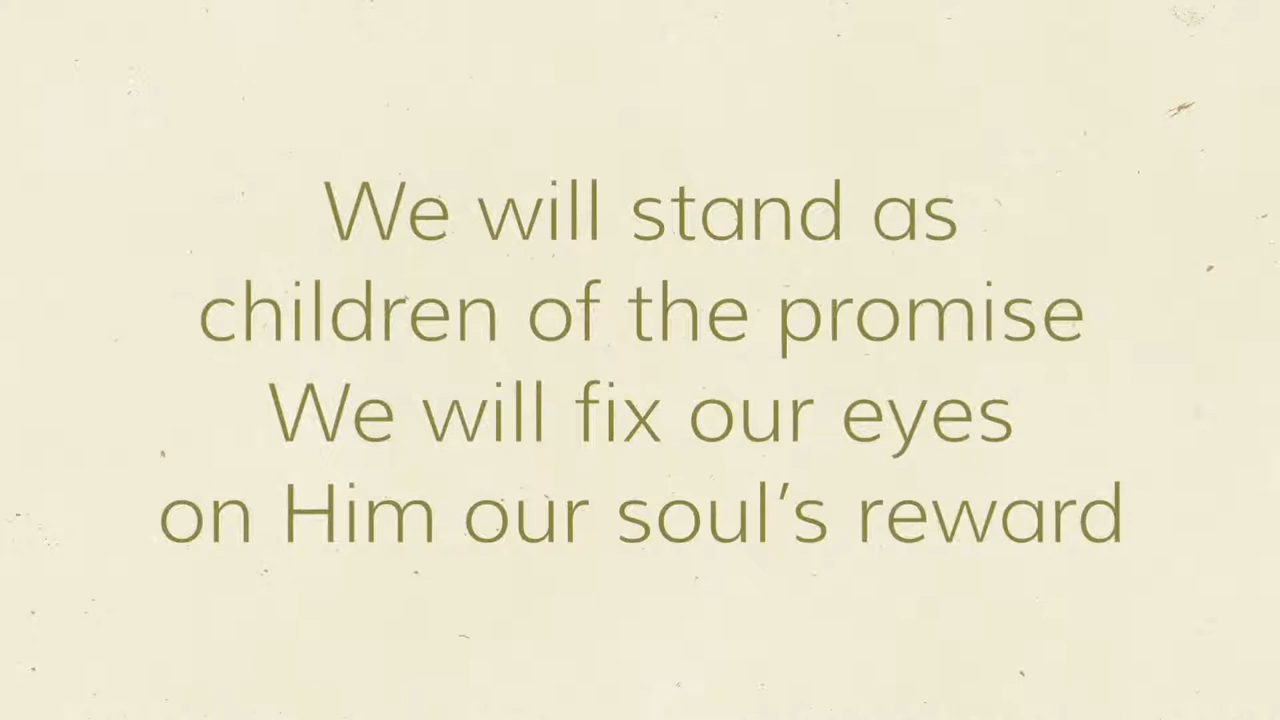 We will stand as
children of the promise
We will fix our eyes
on Him our soul’s reward